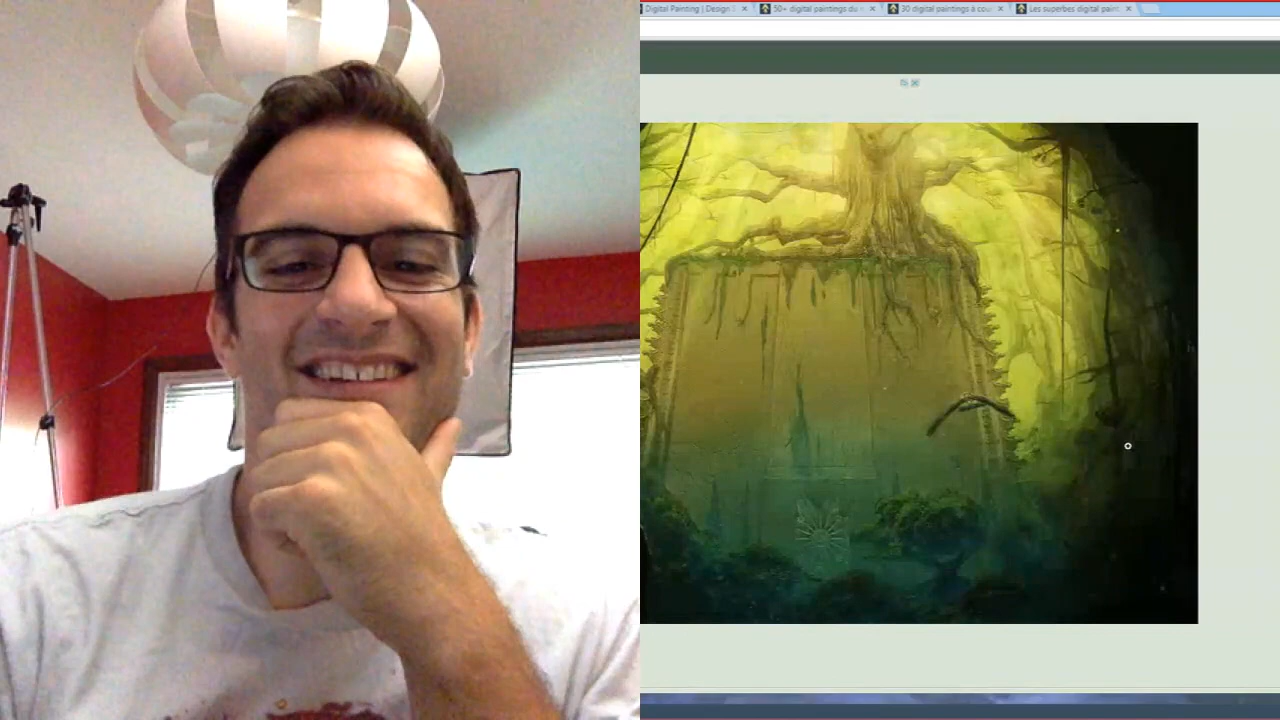 Digital Painting | Design
50+ digital paintings du
30 digital paintings à cou
Les superbes digital paint